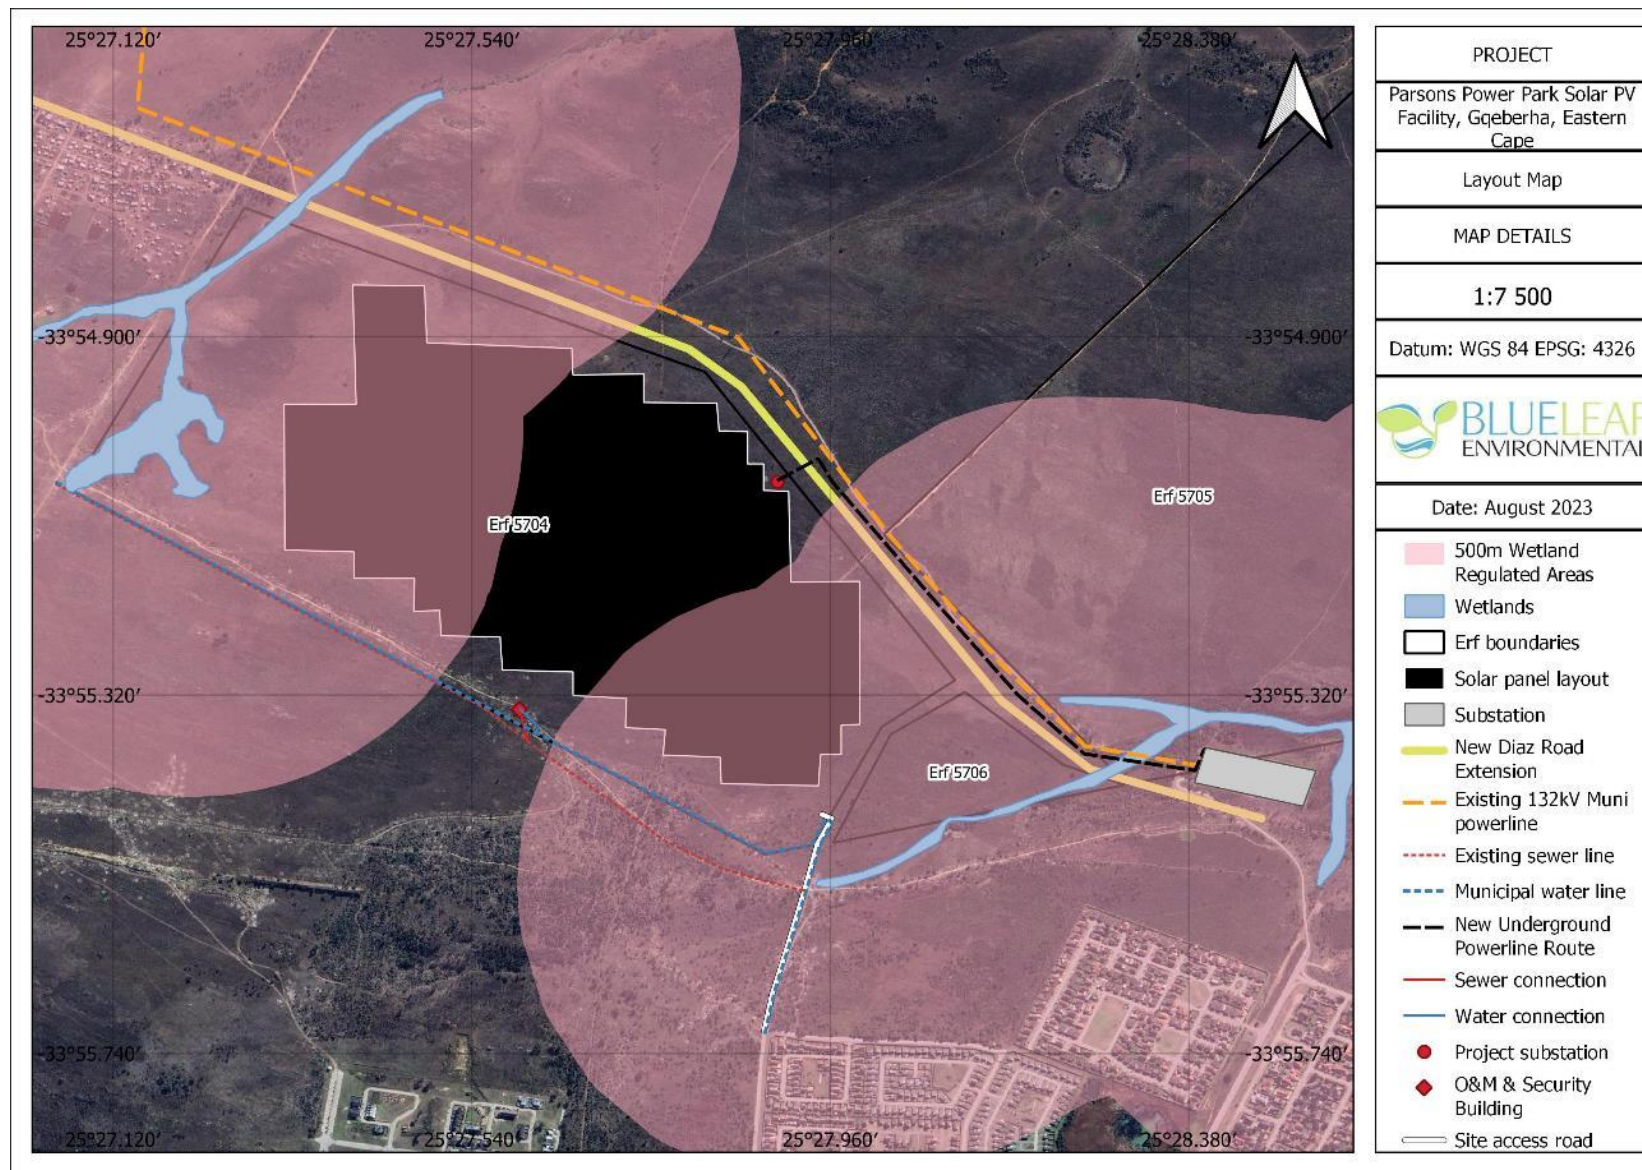 25°27.120'
25°27.540'
25°27.960'
25°28.380'
-33°54.900'
-33°54.900'
Erf 5705
Erf 5704
-33°55.320'
-33°55.320'
Erf 5706
-33°55.740'
-33°55.740'
25°27.120'
25°27.540'
25°27.960'
25°28.380'
PROJECT
Parsons Power Park Solar PV
Facility, Gqeberha, Eastern
Cape
Layout Map
MAP DETAILS
1:7 500
Datum: WGS 84 EPSG: 4326
BLUELEAF
ENVIRONMENTAL
Date: August 2023
500m Wetland
Regulated Areas
Wetlands
Erf boundaries
Solar panel layout
Substation
New Diaz Road
Extension
Existing 132kV Muni
powerline
Existing sewer line
Municipal water line
New Underground
Powerline Route
Sewer connection
Water connection
Project substation
O&M & Security
Building
Site access road